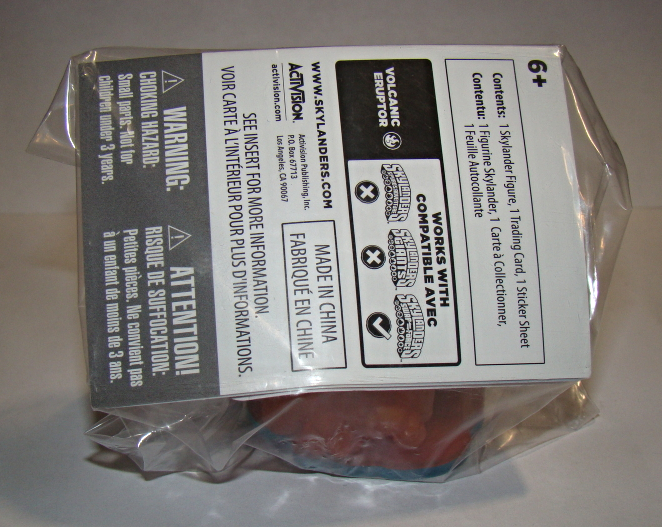 6+
Contents: 1 Skylander Figure, 1 Trading Card, 1 Sticker Sheet
Contenu: 1 Figurine Skylander, 1 Carte à Collectionner,
1 Feuille Autocollante
VOLCANIC
ERUPTOR
WORKS WITH
COMPATIBLE AVEC
SKYLANDERS
SKYLANDERS
GIANTS
SKYLANDERS
WWW.SKYLANDERS.COM
ACTIVISION.
activision.com
Activision Publishing, Inc.
P.O. Box 67713
Los Angeles, CA 90067
MADE IN CHINA
FABRIQUÉ EN CHINE
SEE INSERT FOR MORE INFORMATION.
VOIR CARTE À L'INTÉRIEUR POUR PLUS D'INFORMATIONS.
WARNING:
CHOKING HAZARD:
Small parts. Not for
children under 3 years.
ATTENTION!
RISQUE DE SUFFOCATION:
Petites pièces. Ne convient pas
à un enfant de moins de 3 ans.